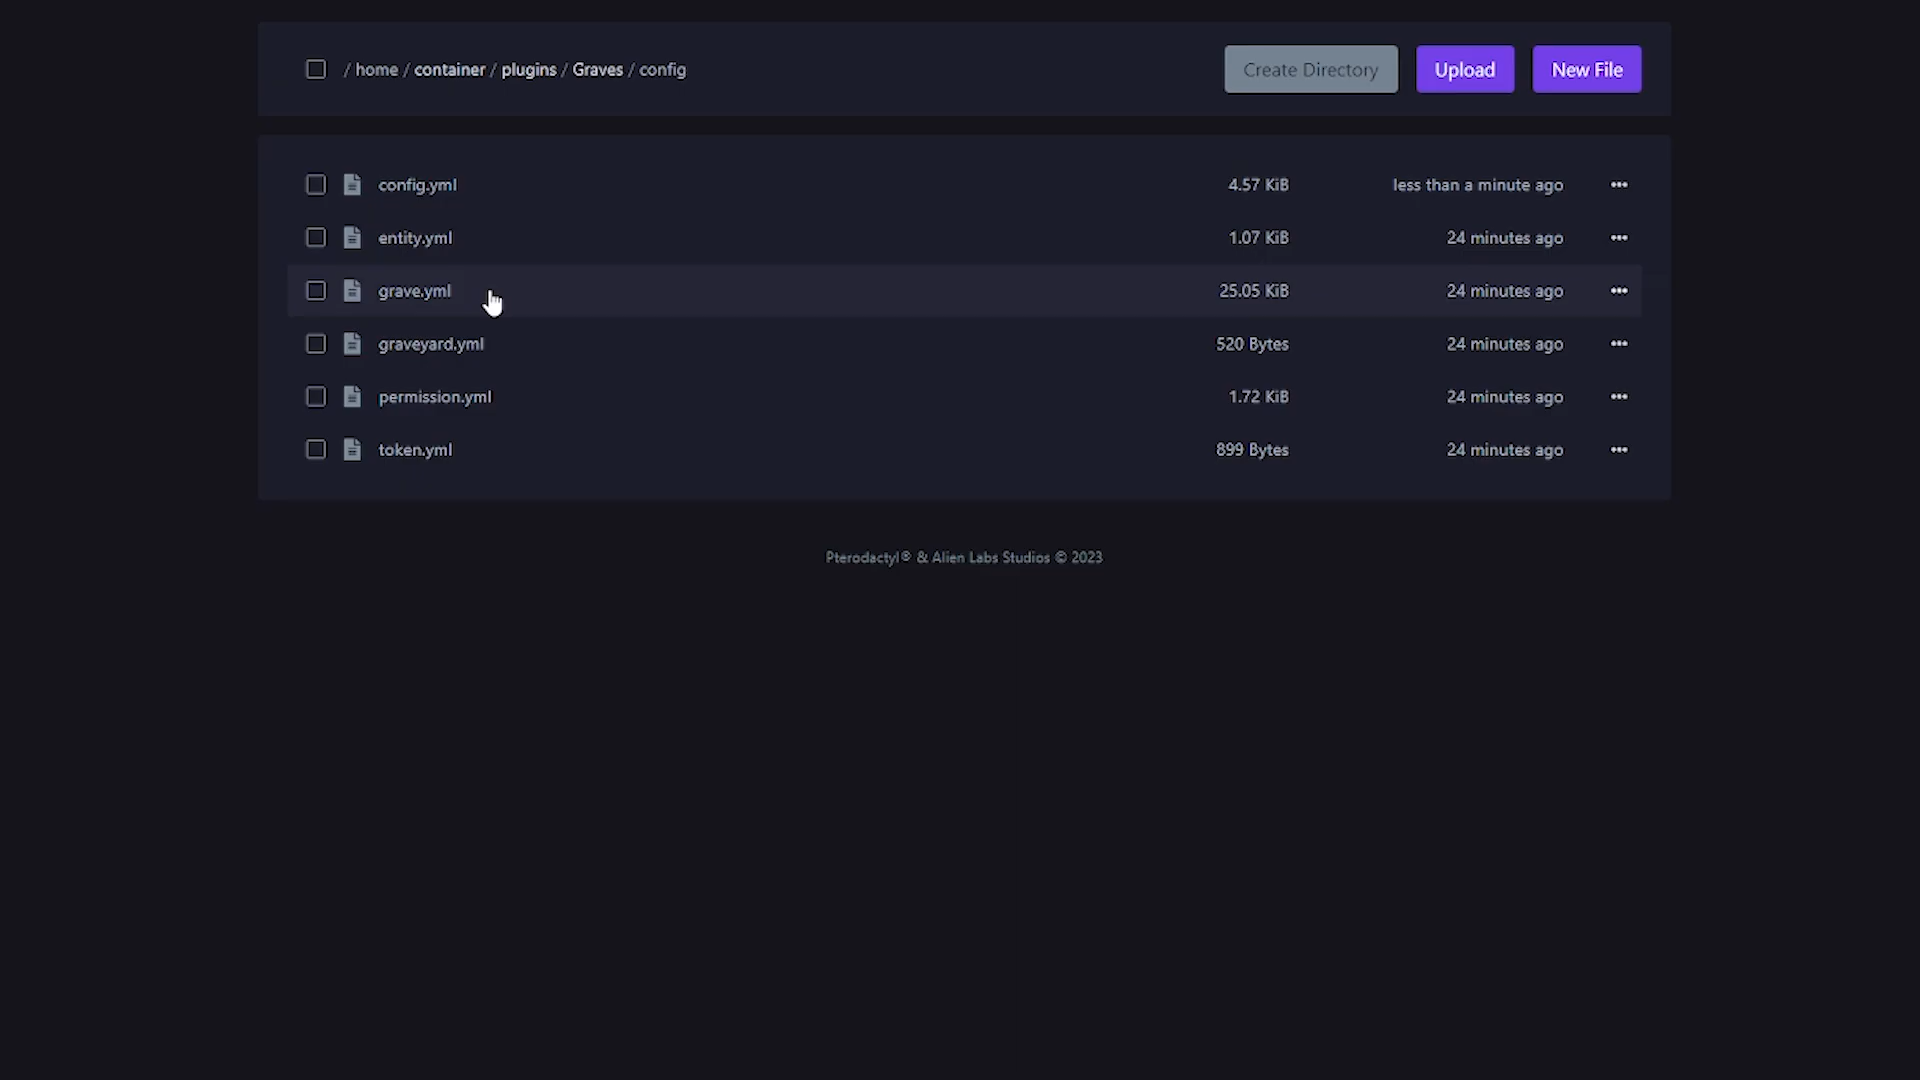 / home / container / plugins / Graves / config Create Directory Upload New File
config.yml 4.57 KiB less than a minute ago
entity.yml 1.07 KiB 24 minutes ago
grave.yml 25.05 KiB 24 minutes ago
graveyard.yml 520 Bytes 24 minutes ago
permission.yml 1.72 KiB 24 minutes ago
token.yml 899 Bytes 24 minutes ago
Pterodactyl® & Alien Labs Studios © 2023